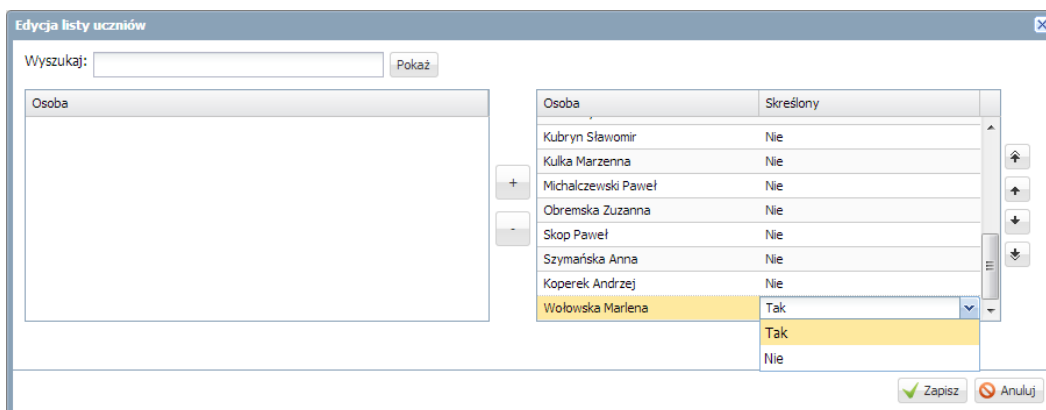 Edycja listy uczniów
Wyszukaj: Pokaż
Osoba
Osoba Skreślony
Kubryn Sławomir Nie
Kulka Marzenna Nie
Michalczewski Paweł Nie
+
Obremska Zuzanna Nie
-
Skop Paweł Nie
Szymańska Anna Nie
Koperek Andrzej Nie
Wołowska Marlena Tak
Tak
Nie
Zapisz Anuluj